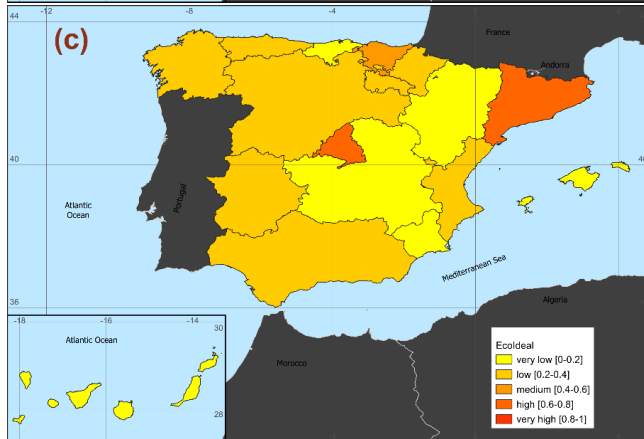 -12
-4
44
(c)
France
Andorra
40
Portugal
Atlantic
Ocean
Mediterranean Sea
36
Algeria
-18
-16
-14
Atlantic Ocean
30
28
Morocco
EcoIdeal
very low [0-0.2]
low [0.2-0.4]
medium [0.4-0.6]
high [0.6-0.8]
very high [0.8-1]